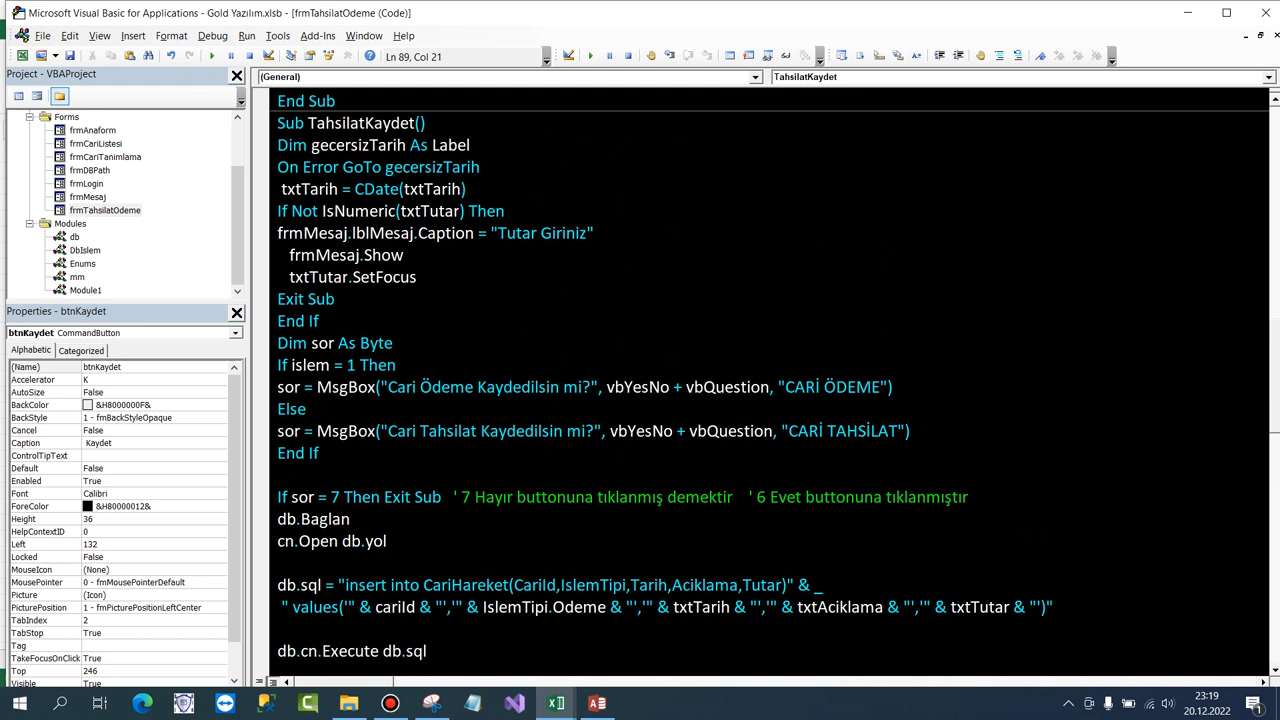 Microsoft Visual Basic for Applications - Gold Yazılım.xlsb - [frmTahsilatOdeme (Code)]
File Edit View Insert Format Debug Run Tools Add-Ins Window Help
Ln 89, Col 21
Project - VBAProject
(General)
TahsilatKaydet
Forms
frmAnaform
frmCariListesi
frmCariTanimlama
frmDBPath
frmLogin
frmMesaj
frmTahsilatOdeme
Modules
db
DbIslem
Enums
mm
Module1
Properties - btnKaydet
btnKaydet CommandButton
Alphabetic Categorized
(Name) btnKaydet
Accelerator K
AutoSize False
BackColor &H8000000F&
BackStyle 1 - fmBackStyleOpaque
Cancel False
Caption Kaydet
ControlTipText
Default False
Enabled True
Font Calibri
ForeColor &H80000012&
Height 36
HelpContextID 0
Left 132
Locked False
MouseIcon (None)
MousePointer 0 - fmMousePointerDefault
Picture (Icon)
PicturePosition 1 - fmPicturePositionLeftCenter
TabIndex 2
TabStop True
Tag
TakeFocusOnClick True
Top 246
Visible True
End Sub
Sub TahsilatKaydet()
Dim gecersizTarih As Label
On Error GoTo gecersizTarih
txtTarih = CDate(txtTarih)
If Not IsNumeric(txtTutar) Then
frmMesaj.lblMesaj.Caption = "Tutar Giriniz"
frmMesaj.Show
txtTutar.SetFocus
Exit Sub
End If
Dim sor As Byte
If islem = 1 Then
sor = MsgBox("Cari Ödeme Kaydedilsin mi?", vbYesNo + vbQuestion, "CARİ ÖDEME")
Else
sor = MsgBox("Cari Tahsilat Kaydedilsin mi?", vbYesNo + vbQuestion, "CARİ TAHSİLAT")
End If
If sor = 7 Then Exit Sub ' 7 Hayır buttonuna tıklanmış demektir ' 6 Evet buttonuna tıklanmıştır
db.Baglan
cn.Open db.yol
db.sql = "insert into CariHareket(CariId,IslemTipi,Tarih,Aciklama,Tutar)" & _
" values('" & cariId & "','" & IslemTipi.Odeme & "','" & txtTarih & "','" & txtAciklama & "','" & txtTutar & "')"
db.cn.Execute db.sql
23:19
20.12.2022